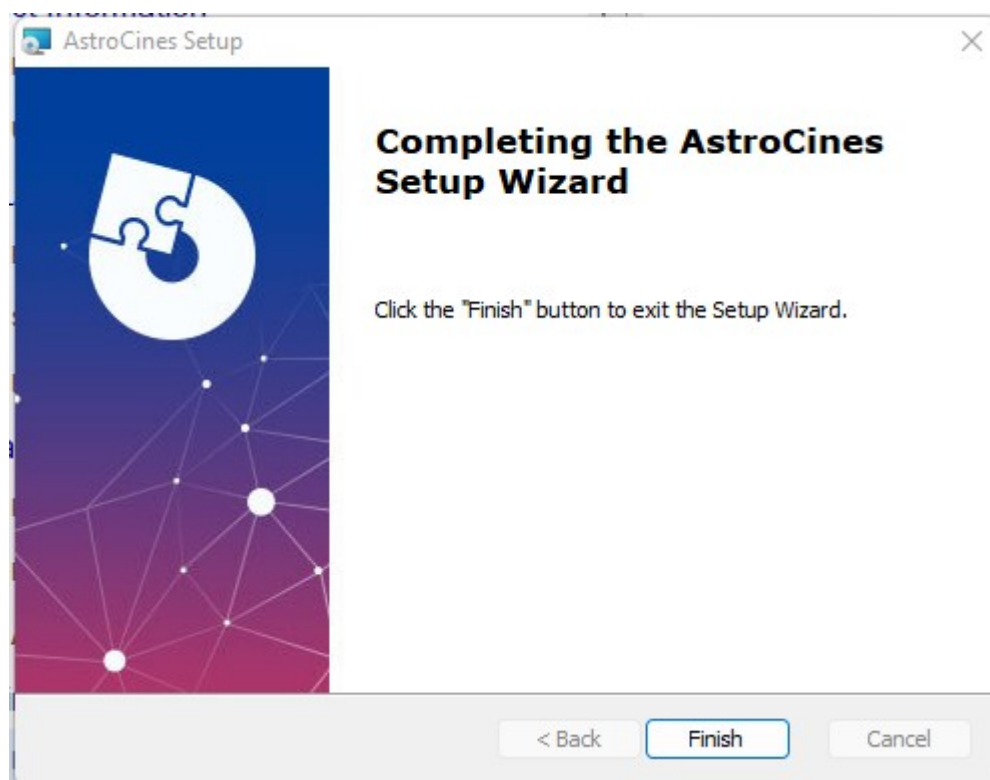 AstroCines Setup
Completing the AstroCines
Setup Wizard
Click the "Finish" button to exit the Setup Wizard.
< Back
Finish
Cancel